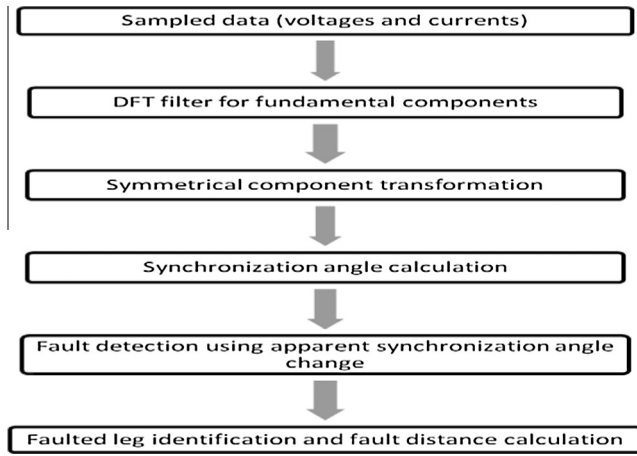 Sampled data (voltages and currents)
DFT filter for fundamental components
Symmetrical component transformation
Synchronization angle calculation
Fault detection using apparent synchronization angle
change
Faulted leg identification and fault distance calculation